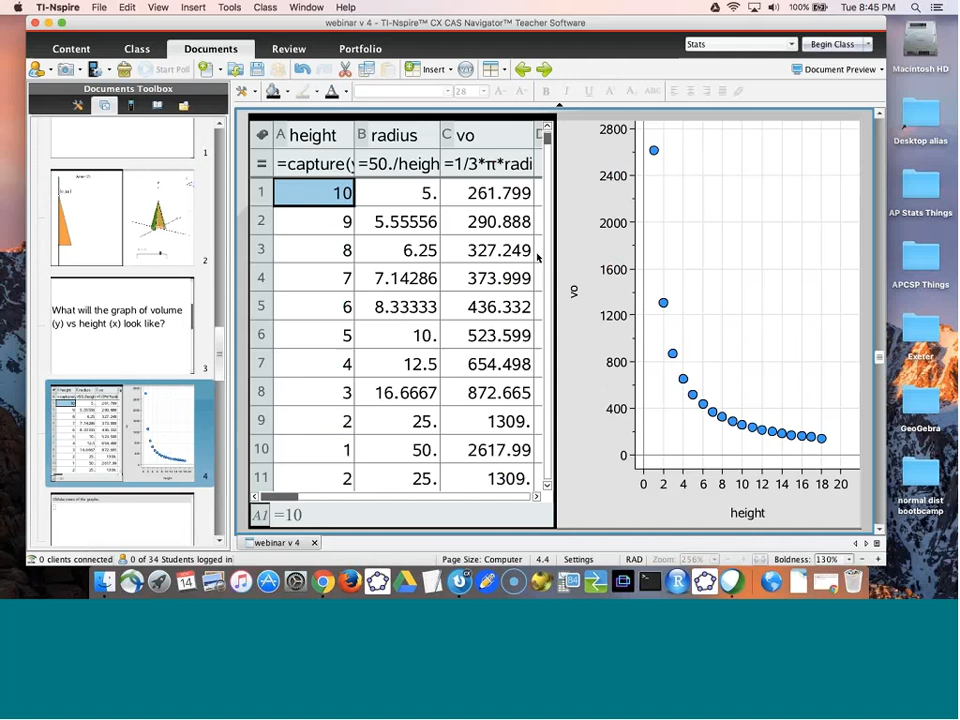 TI-Nspire File Edit View Insert Tools Class Window Help 100% Tue 8:45 PM
webinar v 4 - TI-Nspire™ CX CAS Navigator™ Teacher Software
Content Class Documents Review Portfolio Stats Begin Class
Start Poll Insert Document Preview
Documents Toolbox
28 A- A+ B I U A A ABC
1
2
What will the graph of volume
(y) vs height (x) look like?
3
4
A height B radius C vo D
= =capture(y =50./heigh =1/3*π*radi
1 10 5. 261.799
2 9 5.55556 290.888
3 8 6.25 327.249
4 7 7.14286 373.999
5 6 8.33333 436.332
6 5 10. 523.599
7 4 12.5 654.498
8 3 16.6667 872.665
9 2 25. 1309.
10 1 50. 2617.99
11 2 25. 1309.
A1 =10
2800
2400
2000
1600
1200
800
400
0
vo
0 2 4 6 8 10 12 14 16 18 20
height
webinar v 4
0 clients connected 0 of 34 Students logged in Page Size: Computer 4.4 Settings RAD Zoom: 256% Boldness: 130%
Macintosh HD
Desktop alias
AP Stats Things
APCSP Things
Exeter
GeoGebra
normal dist
bootbcamp
14
84
R